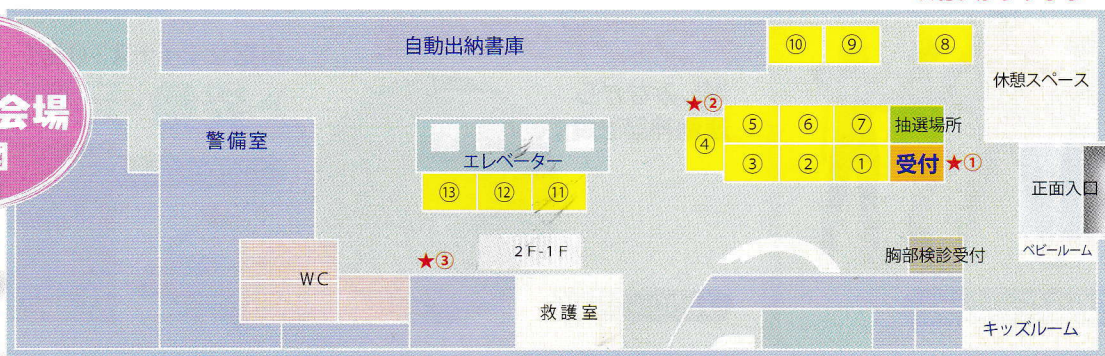 会場
自動出納書庫
⑩
⑨
⑧
休憩スペース
★②
⑤
⑥
⑦
抽選場所
警備室
④
エレベーター
③
②
①
受付
★①
正面入口
⑬
⑫
⑪
2F-1F
胸部検診受付
ベビールーム
★③
WC
救護室
キッズルーム